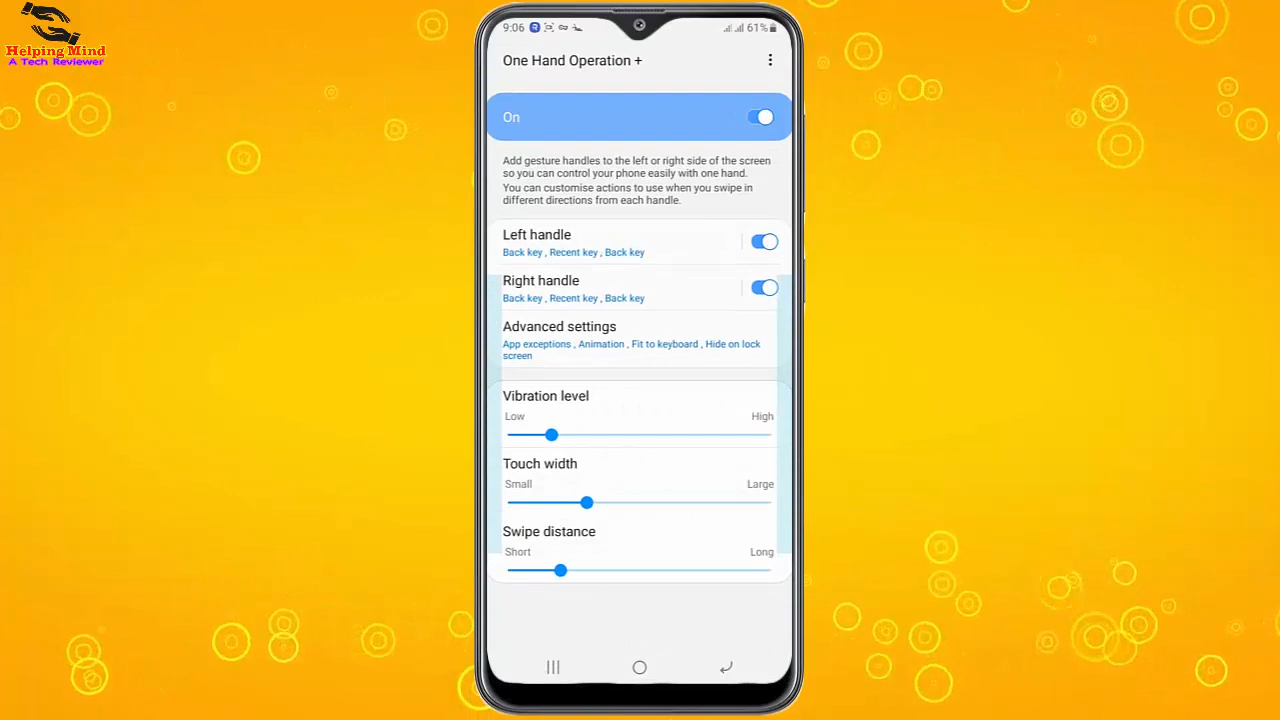 Helping Mind
A Tech Reviewer
9:06
61%
One Hand Operation +
On
Add gesture handles to the left or right side of the screen
so you can control your phone easily with one hand.
You can customise actions to use when you swipe in
different directions from each handle.
Left handle
Back key , Recent key , Back key
Right handle
Back key , Recent key , Back key
Advanced settings
App exceptions , Animation , Fit to keyboard , Hide on lock
screen
Vibration level
Low High
Touch width
Small Large
Swipe distance
Short Long